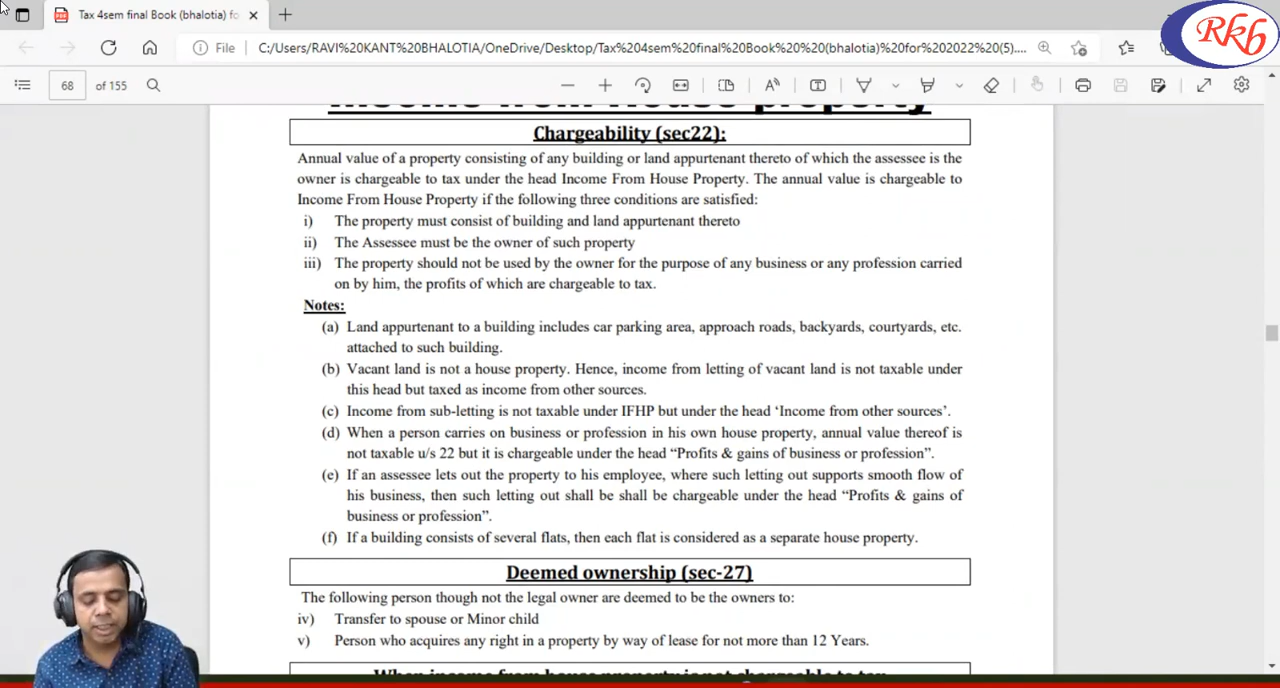 Tax 4sem final Book (bhalotia) fo
RKb
File C:/Users/RAVI%20KANT%20BHALOTIA/OneDrive/Desktop/Tax%204sem%20final%20Book%20%20(bhalotia)%20for%202022%20(5)....
68 of 155
Income from House property
Chargeability (sec22):
Annual value of a property consisting of any building or land appurtenant thereto of which the assessee is the
owner is chargeable to tax under the head Income From House Property. The annual value is chargeable to
Income From House Property if the following three conditions are satisfied:
i) The property must consist of building and land appurtenant thereto
ii) The Assessee must be the owner of such property
iii) The property should not be used by the owner for the purpose of any business or any profession carried
on by him, the profits of which are chargeable to tax.
Notes:
(a) Land appurtenant to a building includes car parking area, approach roads, backyards, courtyards, etc.
attached to such building.
(b) Vacant land is not a house property. Hence, income from letting of vacant land is not taxable under
this head but taxed as income from other sources.
(c) Income from sub-letting is not taxable under IFHP but under the head ‘Income from other sources’.
(d) When a person carries on business or profession in his own house property, annual value thereof is
not taxable u/s 22 but it is chargeable under the head “Profits & gains of business or profession”.
(e) If an assessee lets out the property to his employee, where such letting out supports smooth flow of
his business, then such letting out shall be shall be chargeable under the head “Profits & gains of
business or profession”.
(f) If a building consists of several flats, then each flat is considered as a separate house property.
Deemed ownership (sec-27)
The following person though not the legal owner are deemed to be the owners to:
iv) Transfer to spouse or Minor child
v) Person who acquires any right in a property by way of lease for not more than 12 Years.
When income from house property is not chargeable to tax